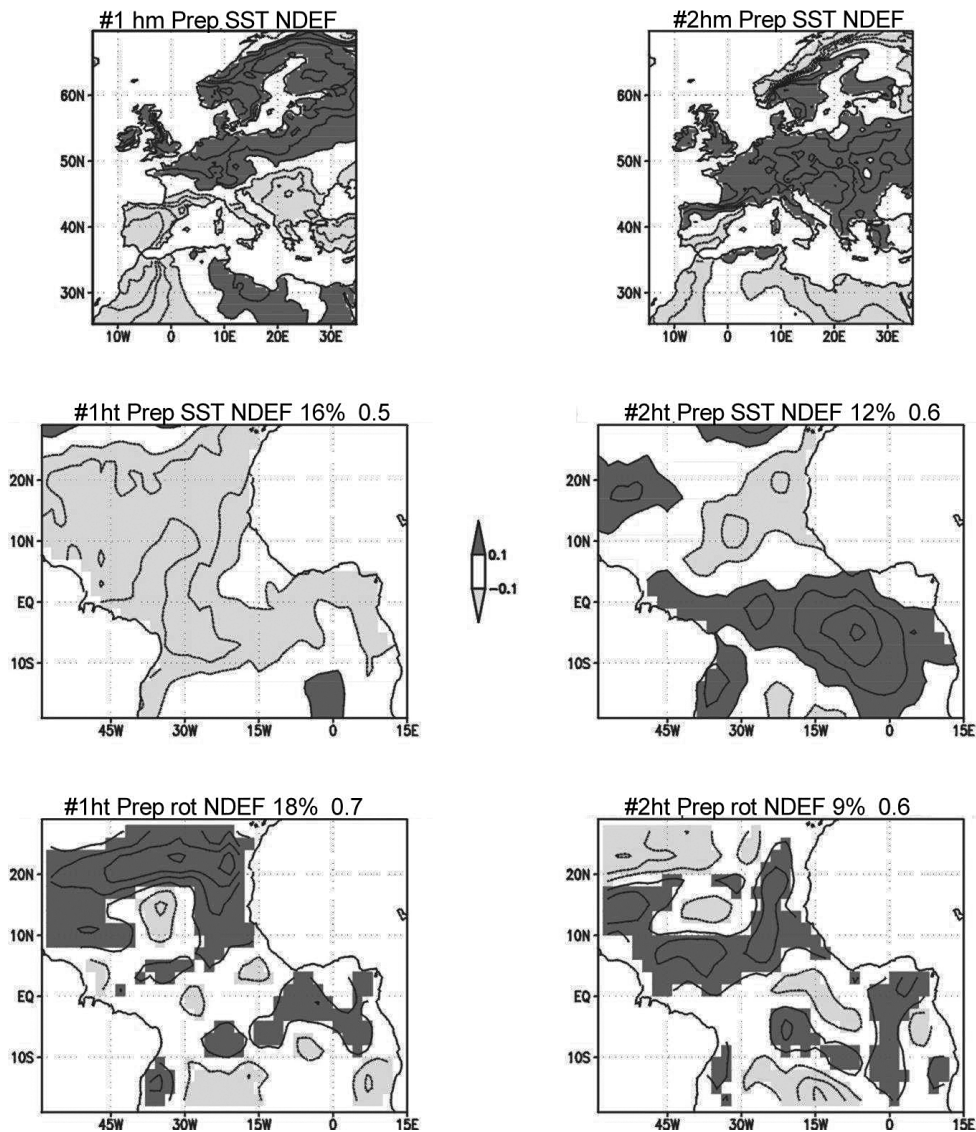 #1 hm Prep SST NDEF
#2hm Prep SST NDEF
60N
50N
40N
30N
10W 0 10E 20E 30E
60N
50N
40N
30N
10W 0 10E 20E 30E
#1ht Prep SST NDEF 16% 0.5
#2ht Prep SST NDEF 12% 0.6
20N
10N
EQ
10S
45W 30W 15W 0 15E
0.1
-0.1
20N
10N
EQ
10S
45W 30W 15W 0 15E
#1ht Prep rot NDEF 18% 0.7
#2ht Prep rot NDEF 9% 0.6
20N
10N
EQ
10S
45W 30W 15W 0 15E
20N
10N
EQ
10S
45W 30W 15W 0 15E